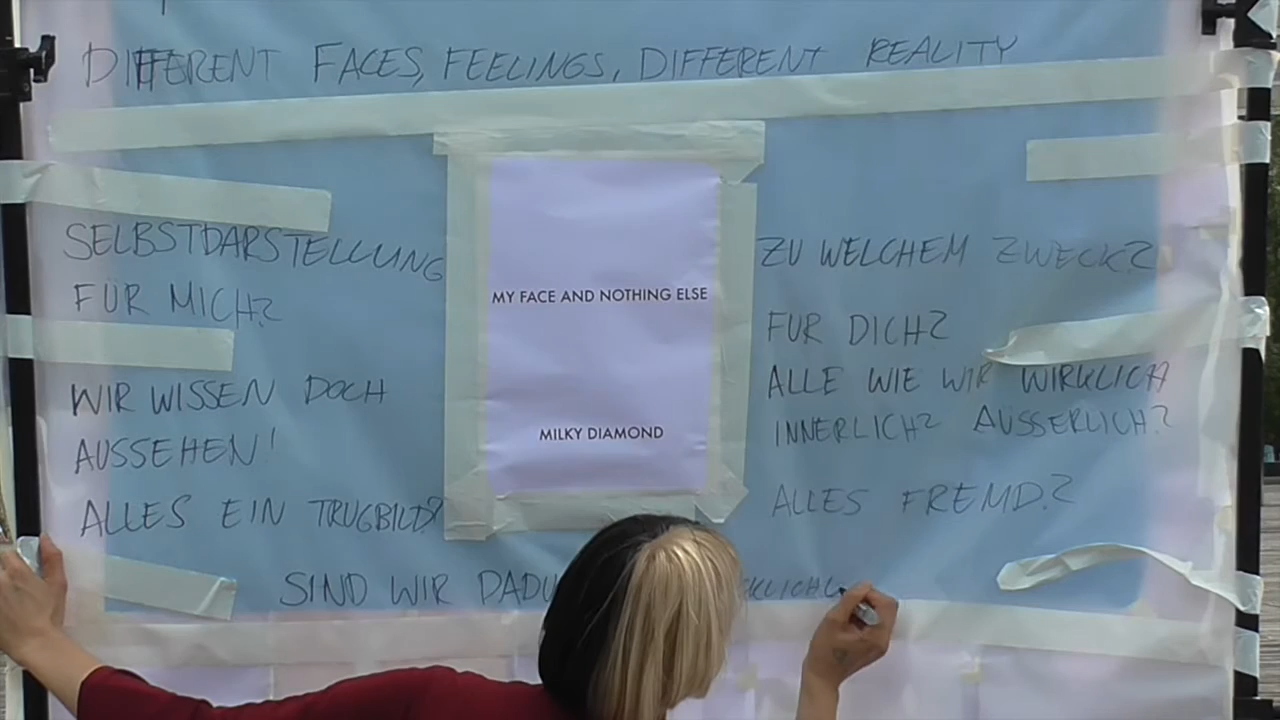 DIFFERENT FACES, FEELINGS, DIFFERENT REALITY
SELBSTDARSTELLUNG ZU WELCHEM ZWECK?
FÜR MICH? FÜR DICH?
MY FACE AND NOTHING ELSE
WIR WISSEN DOCH ALLE WIE WIR WIRKLICH
AUSSEHEN! INNERLICH? ÄUSSERLICH?
MILKY DIAMOND
ALLES EIN TRUGBILD? ALLES FREMD?
SIND WIR